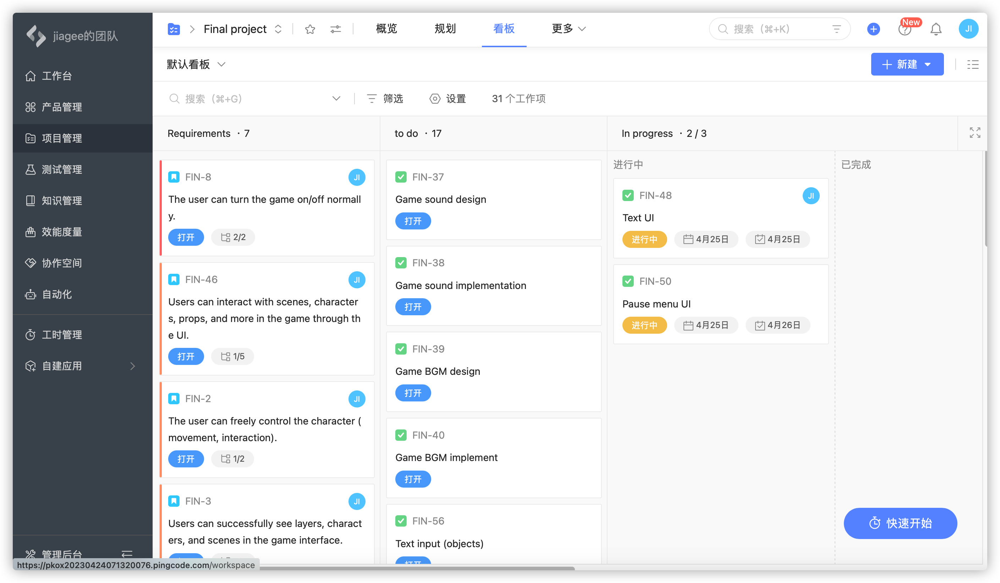 jiagee的团队
工作台
产品管理
项目管理
测试管理
知识管理
效能度量
协作空间
自动化
工时管理
自建应用
管理后台
https://pkox20230424071320076.pingcode.com/workspace
Final project
概览
规划
看板
更多
搜索 (⌘+K)
New
JI
默认看板
新建
搜索 (⌘+G)
筛选
设置
31 个工作项
Requirements · 7
FIN-8
JI
The user can turn the game on/off normall
y.
打开
2/2
FIN-46
JI
Users can interact with scenes, character
s, props, and more in the game through th
e UI.
打开
1/5
FIN-2
JI
The user can freely control the character (
movement, interaction).
打开
1/2
FIN-3
JI
Users can successfully see layers, charact
ers, and scenes in the game interface.
to do · 17
FIN-37
Game sound design
打开
FIN-38
Game sound implementation
打开
FIN-39
Game BGM design
打开
FIN-40
Game BGM implement
打开
FIN-56
Text input (objects)
打开
In progress · 2 / 3
进行中
FIN-48
JI
Text UI
进行中
4月25日
4月25日
FIN-50
Pause menu UI
进行中
4月25日
4月26日
已完成
快速开始